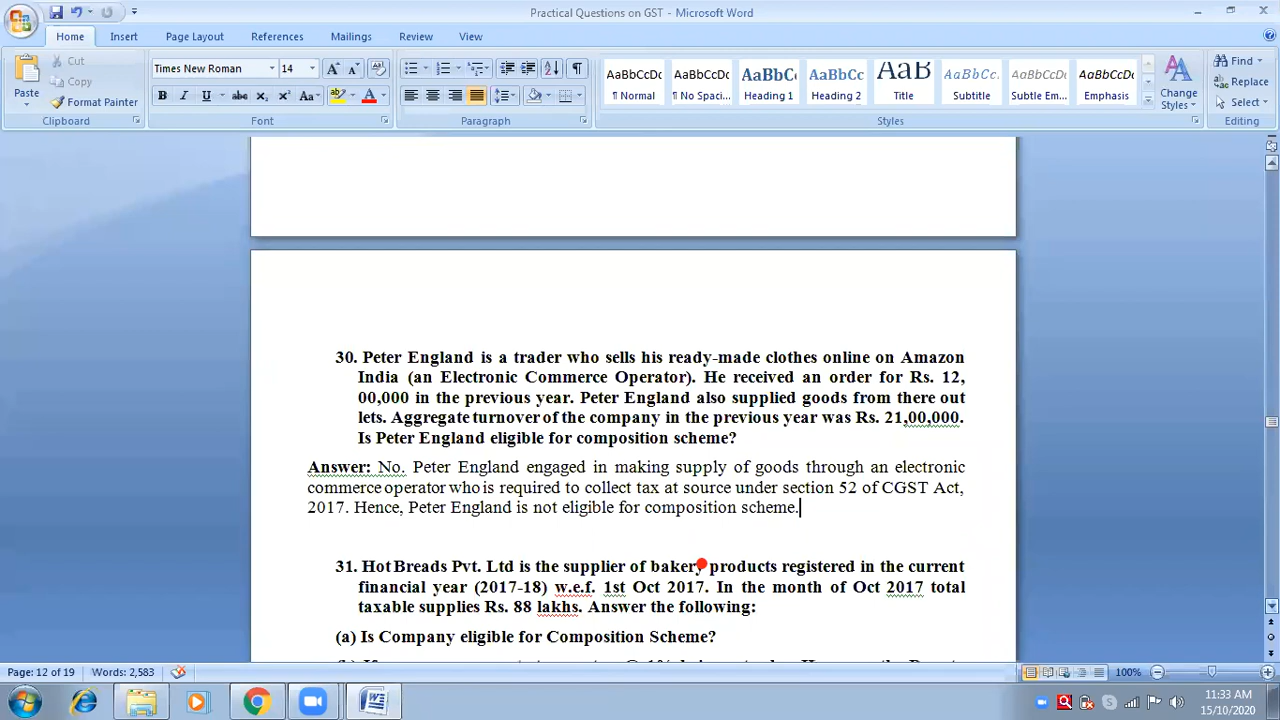 Practical Questions on GST - Microsoft Word
Home Insert Page Layout References Mailings Review View
Cut
Copy
Format Painter
Paste
Clipboard
Times New Roman 14
Font
Paragraph
AaBbCcDc AaBbCcDc AaBbCc AaBbCc AaB AaBbCc. AaBbCcDc AaBbCcDc
¶ Normal ¶ No Spaci... Heading 1 Heading 2 Title Subtitle Subtle Em... Emphasis
Change Styles
Styles
Find
Replace
Select
Editing
30. Peter England is a trader who sells his ready-made clothes online on Amazon
India (an Electronic Commerce Operator). He received an order for Rs. 12,
00,000 in the previous year. Peter England also supplied goods from there out
lets. Aggregate turnover of the company in the previous year was Rs. 21,00,000.
Is Peter England eligible for composition scheme?
Answer: No. Peter England engaged in making supply of goods through an electronic
commerce operator who is required to collect tax at source under section 52 of CGST Act,
2017. Hence, Peter England is not eligible for composition scheme.
31. Hot Breads Pvt. Ltd is the supplier of bakery products registered in the current
financial year (2017-18) w.e.f. 1st Oct 2017. In the month of Oct 2017 total
taxable supplies Rs. 88 lakhs. Answer the following:
(a) Is Company eligible for Composition Scheme?
Page: 12 of 19 Words: 2,583 100%
11:33 AM
15/10/2020